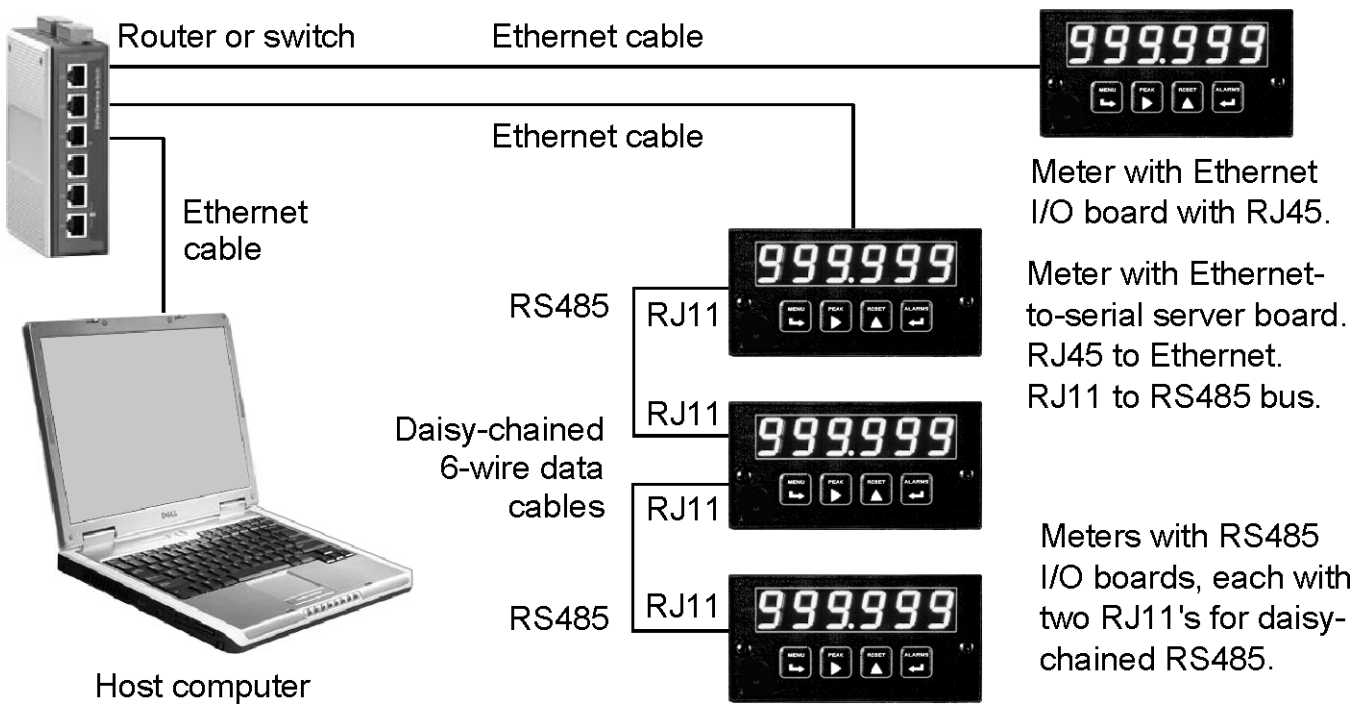 Router or switch
Ethernet cable
999.999
MENU PEAK RESET ALARMS
Ethernet cable
Meter with Ethernet
I/O board with RJ45.
Ethernet
cable
999.999
MENU PEAK RESET ALARMS
RS485
RJ11
Meter with Ethernet-
to-serial server board.
RJ45 to Ethernet.
RJ11 to RS485 bus.
RJ11
999.999
MENU PEAK RESET ALARMS
Daisy-chained
6-wire data
cables
RJ11
DELL
Meters with RS485
I/O boards, each with
two RJ11's for daisy-
chained RS485.
RS485
RJ11
999.999
MENU PEAK RESET ALARMS
Host computer